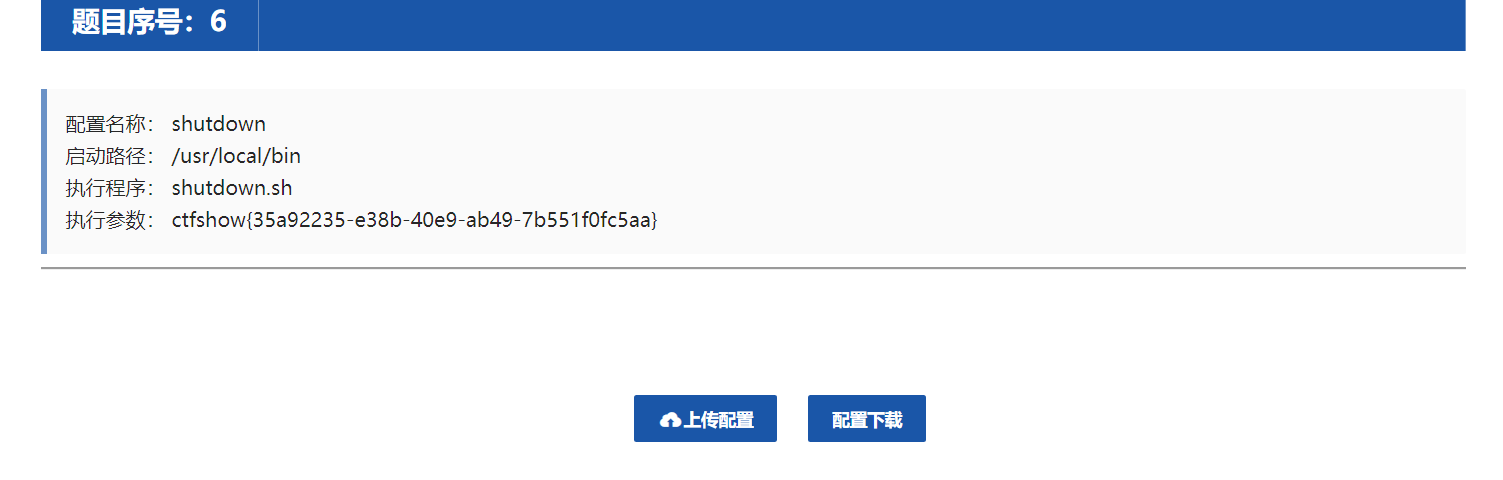 题目序号：6
配置名称： shutdown
启动路径： /usr/local/bin
执行程序： shutdown.sh
执行参数： ctfshow{35a92235-e38b-40e9-ab49-7b551f0fc5aa}
上传配置 配置下载